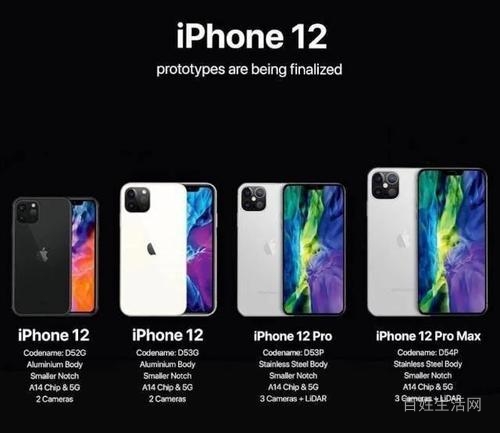 iPhone 12
prototypes are being finalized
iPhone 12
Codename: D52G
Aluminium Body
Smaller Notch
A14 Chip & 5G
2 Cameras
iPhone 12
Codename: D53G
Aluminium Body
Smaller Notch
A14 Chip & 5G
2 Cameras
iPhone 12 Pro
Codename: D53P
Stainless Steel Body
Smaller Notch
A14 Chip & 5G
3 Cameras + LiDAR
iPhone 12 Pro Max
Codename: D54P
Stainless Steel Body
Smaller Notch
A14 Chip & 5G
3 Cameras + LiDAR
百姓生活网